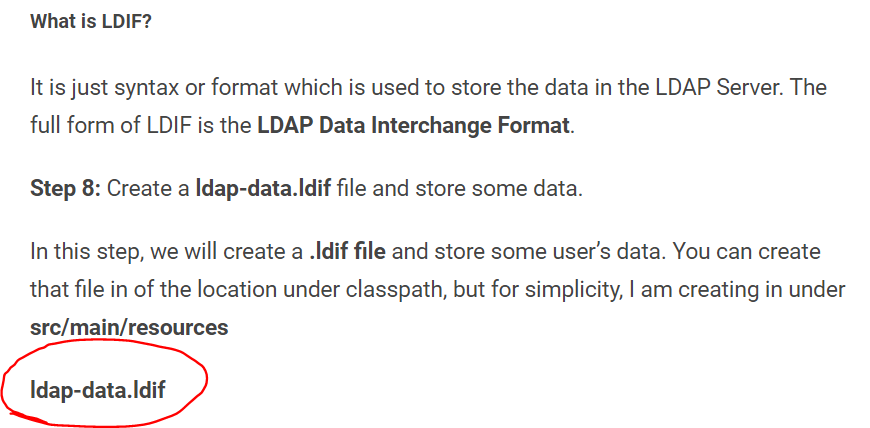 What is LDIF?
It is just syntax or format which is used to store the data in the LDAP Server. The
full form of LDIF is the LDAP Data Interchange Format.
Step 8: Create a ldap-data.ldif file and store some data.
In this step, we will create a .ldif file and store some user’s data. You can create
that file in of the location under classpath, but for simplicity, I am creating in under
src/main/resources
ldap-data.ldif